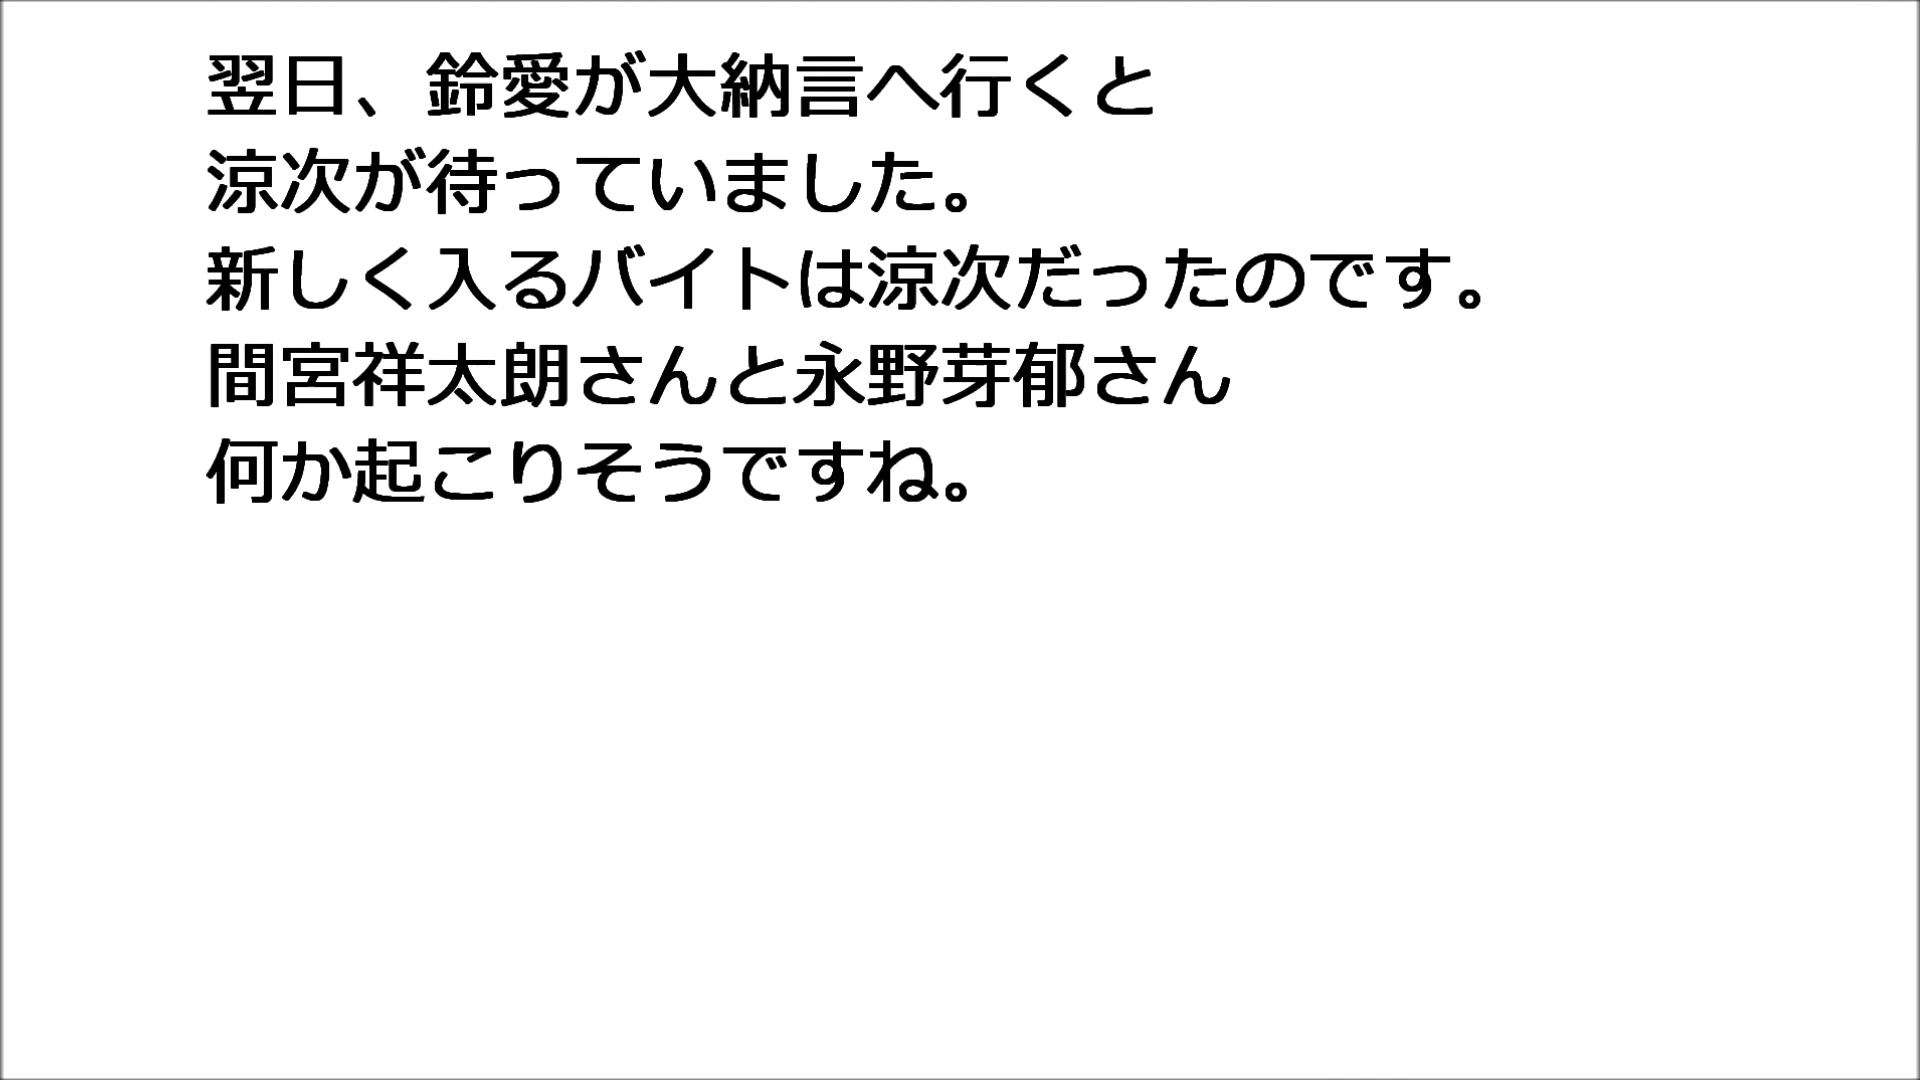 翌日、鈴愛が大納言へ行くと
涼次が待っていました。
新しく入るバイトは涼次だったのです。
間宮祥太朗さんと永野芽郁さん
何か起こりそうですね。